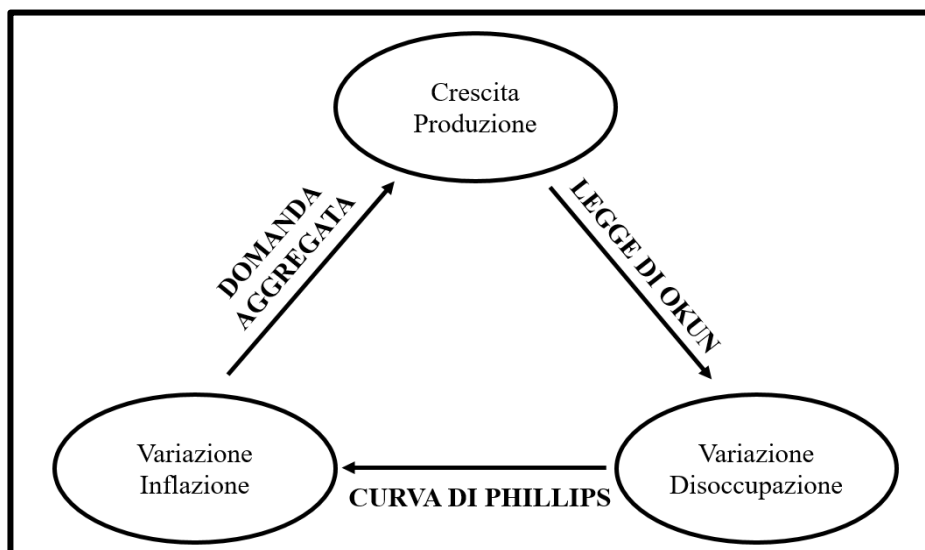 Crescita
Produzione
DOMANDA
AGGREGATA
LEGGE DI OKUN
Variazione
Inflazione
CURVA DI PHILLIPS
Variazione
Disoccupazione